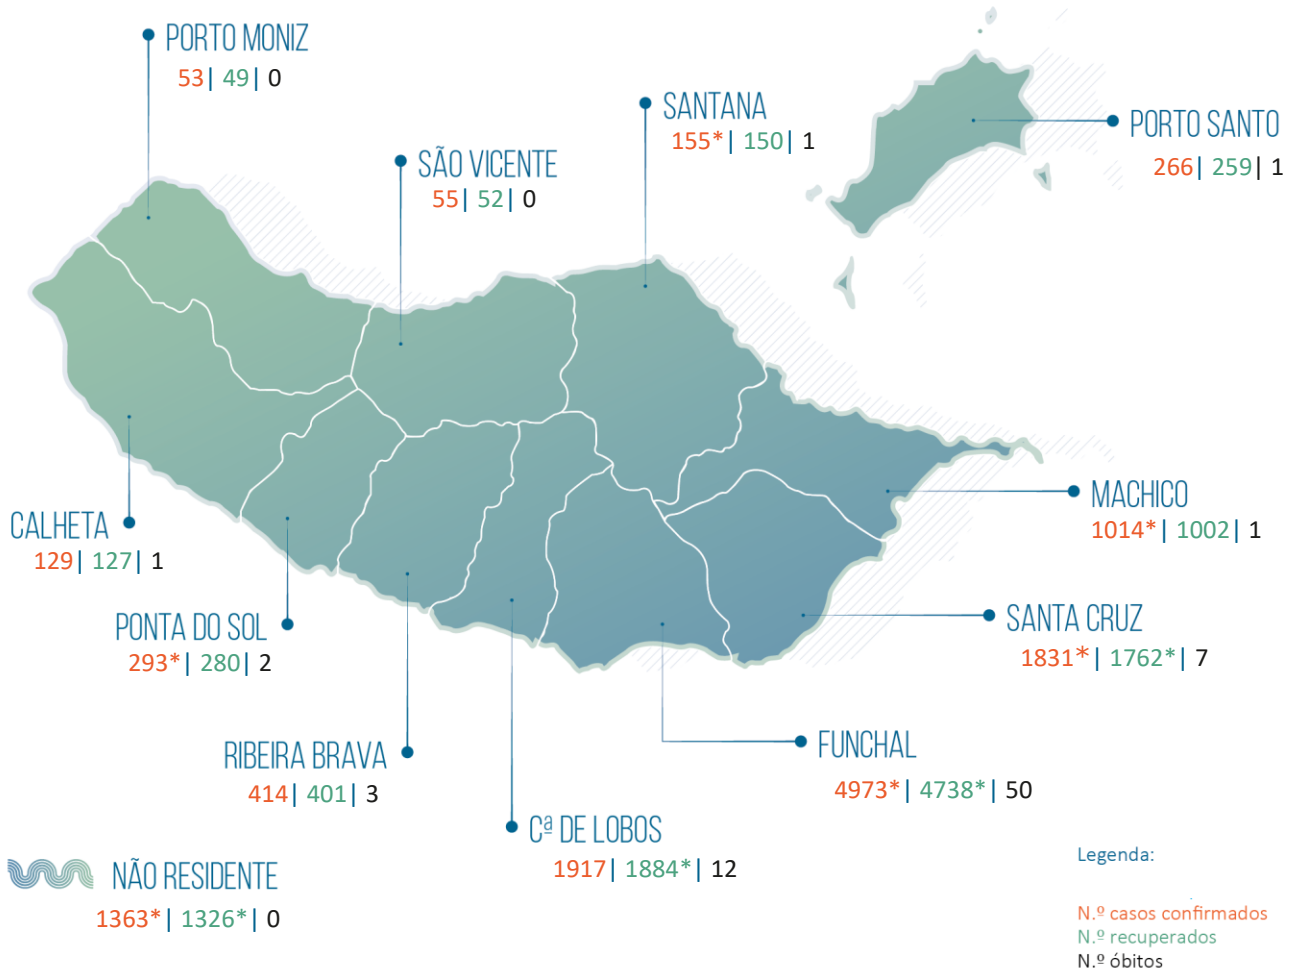 PORTO MONIZ
53| 49| 0
SANTANA
155*| 150| 1
PORTO SANTO
266| 259| 1
SÃO VICENTE
55| 52| 0
MACHICO
1014*| 1002| 1
CALHETA
129| 127| 1
SANTA CRUZ
1831*| 1762*| 7
PONTA DO SOL
293*| 280| 2
FUNCHAL
4973*| 4738*| 50
RIBEIRA BRAVA
414| 401| 3
Cª DE LOBOS
1917| 1884*| 12
NÃO RESIDENTE
1363*| 1326*| 0
Legenda:
N.º casos confirmados
N.º recuperados
N.º óbitos